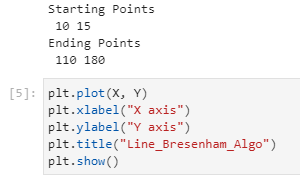 Starting Points
10 15
Ending Points
110 180
[5]: plt.plot(X, Y)
plt.xlabel("X axis")
plt.ylabel("Y axis")
plt.title("Line_Bresenham_Algo")
plt.show()